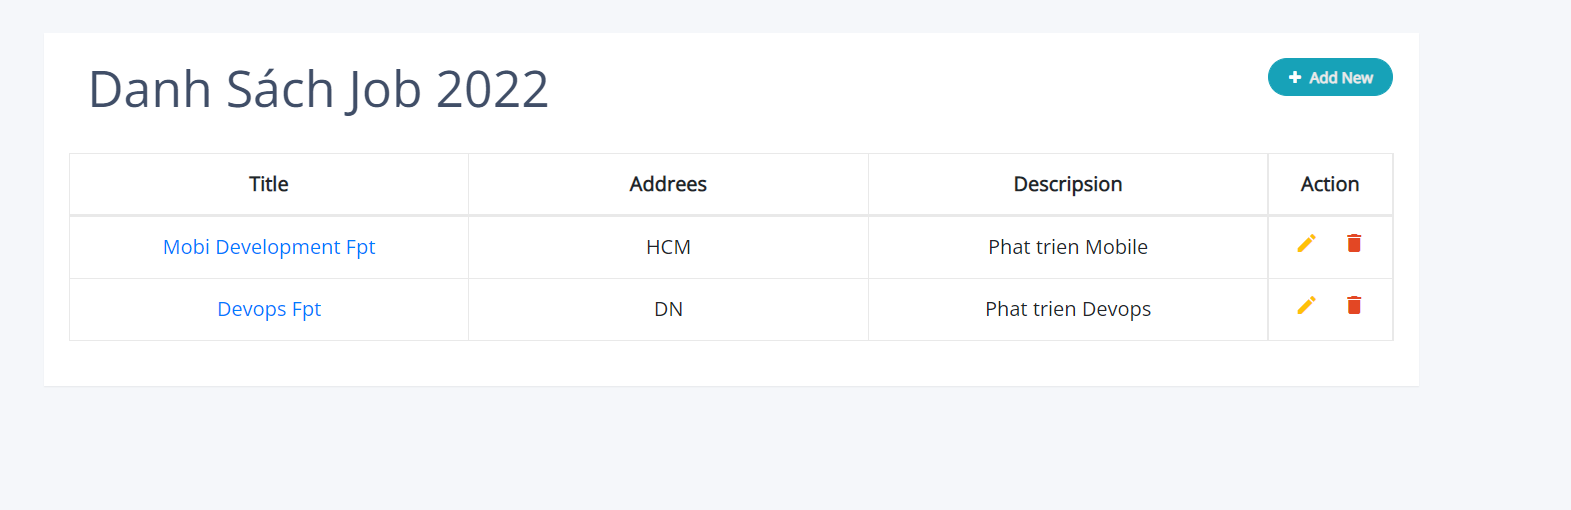 Danh Sách Job 2022
+ Add New
Title Addrees Descripsion Action
Mobi Development Fpt HCM Phat trien Mobile
Devops Fpt DN Phat trien Devops